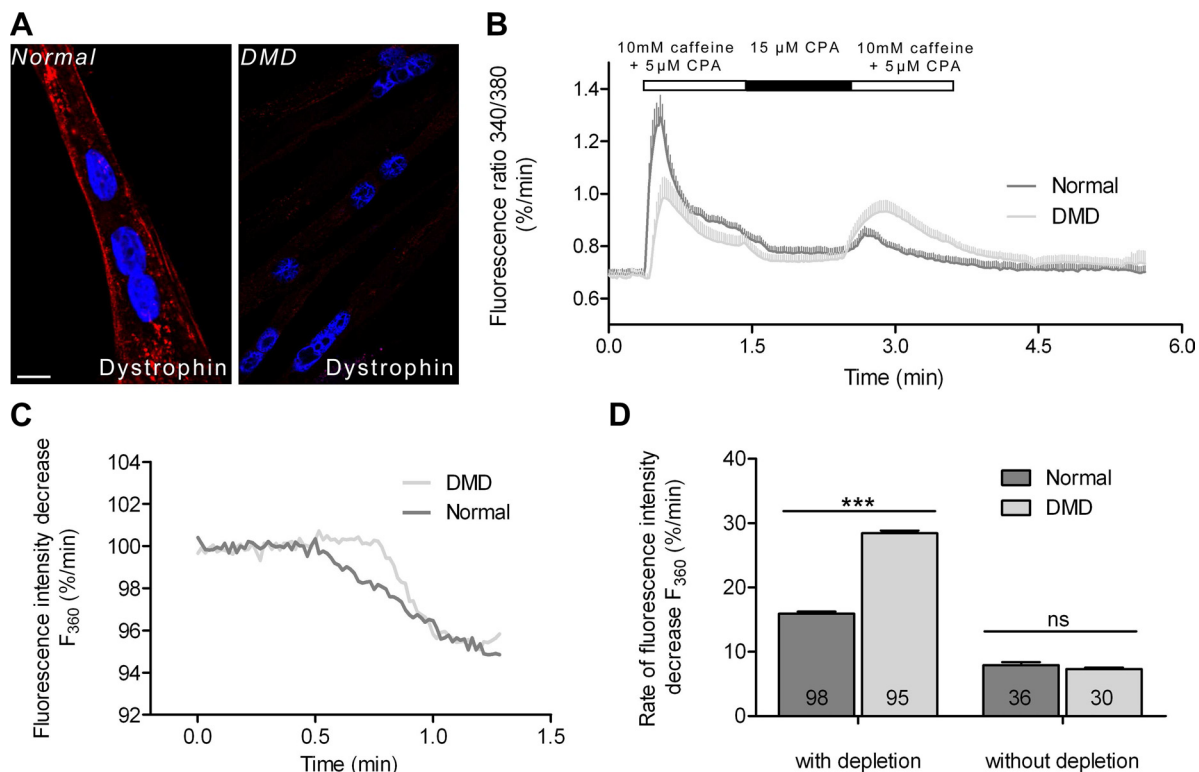 A
Normal
DMD
Dystrophin
Dystrophin
B
10mM caffeine
+ 5µM CPA
15 µM CPA
10mM caffeine
+ 5µM CPA
Fluorescence ratio 340/380
(%/min)
1.4
1.2
1.0
0.8
0.6
Normal
DMD
0.0
1.5
3.0
4.5
6.0
Time (min)
C
Fluorescence intensity decrease
F360 (%/min)
104
102
100
98
96
94
92
DMD
Normal
0.0
0.5
1.0
1.5
Time (min)
D
Rate of fluorescence intensity
decrease F360 (%/min)
40
30
20
10
0
Normal
DMD
***
ns
98
95
36
30
with depletion
without depletion